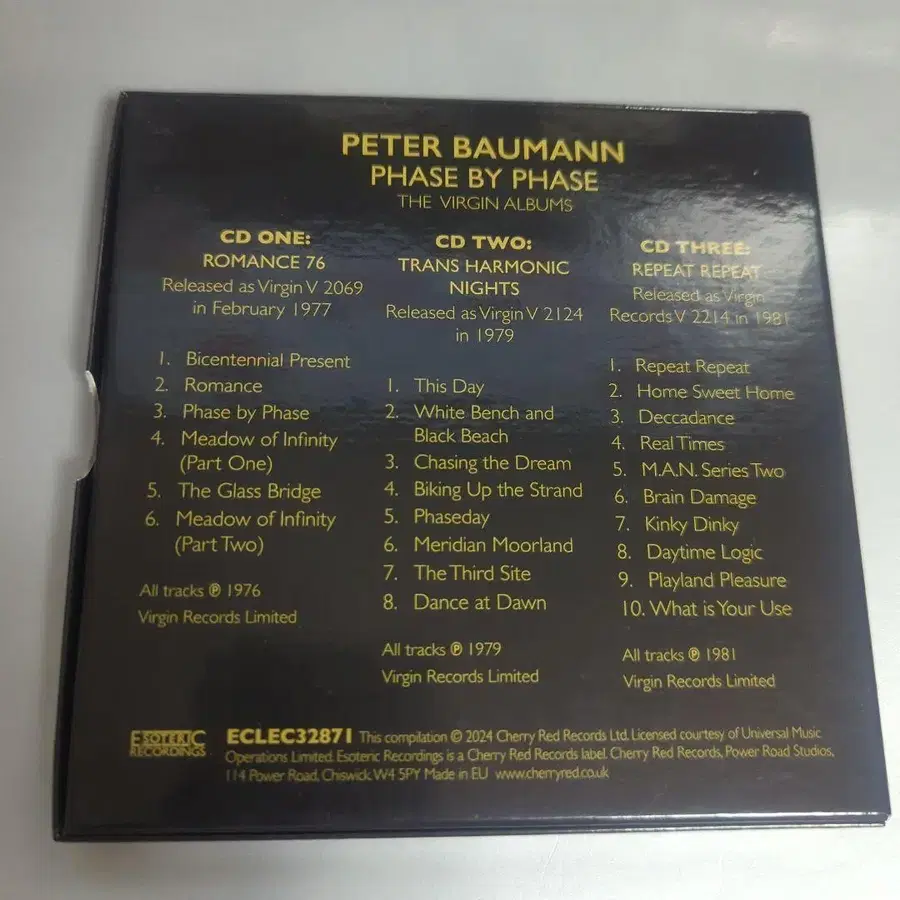 PETER BAUMANN
PHASE BY PHASE
THE VIRGIN ALBUMS
CD ONE:
ROMANCE 76
Released as Virgin V 2069
in February 1977
1. Bicentennial Present
2. Romance
3. Phase by Phase
4. Meadow of Infinity
(Part One)
5. The Glass Bridge
6. Meadow of Infinity
(Part Two)
All tracks ℗ 1976
Virgin Records Limited
CD TWO:
TRANS HARMONIC
NIGHTS
Released as Virgin V 2124
in 1979
1. This Day
2. White Bench and
Black Beach
3. Chasing the Dream
4. Biking Up the Strand
5. Phaseday
6. Meridian Moorland
7. The Third Site
8. Dance at Dawn
All tracks ℗ 1979
Virgin Records Limited
CD THREE:
REPEAT REPEAT
Released as Virgin
Records V 2214 in 1981
1. Repeat Repeat
2. Home Sweet Home
3. Deccadance
4. Real Times
5. M.A.N. Series Two
6. Brain Damage
7. Kinky Dinky
8. Daytime Logic
9. Playland Pleasure
10. What is Your Use
All tracks ℗ 1981
Virgin Records Limited
ESOTERIC
RECORDINGS
ECLEC32871 This compilation © 2024 Cherry Red Records Ltd. Licensed courtesy of Universal Music
Operations Limited. Esoteric Recordings is a Cherry Red Records label. Cherry Red Records, Power Road Studios,
114 Power Road, Chiswick. W4 5PY Made in EU www.cherryred.co.uk